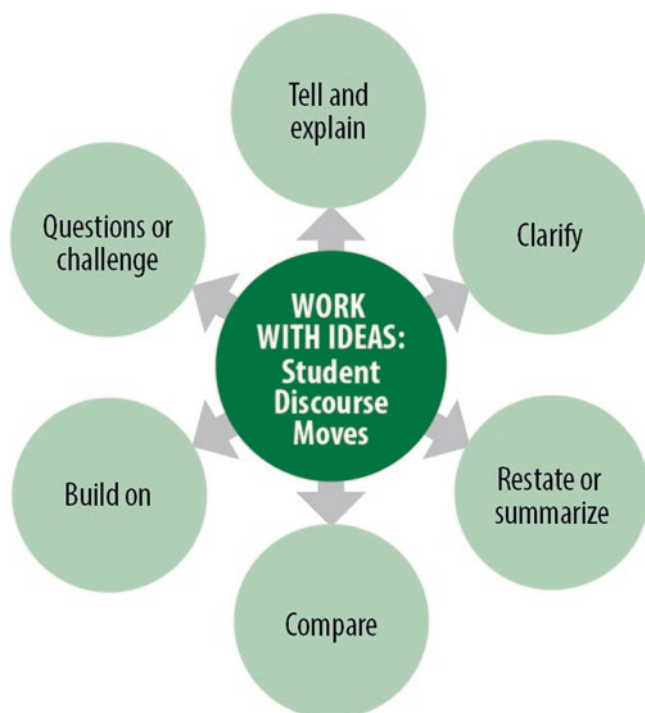 Tell and
explain
Clarify
Restate or
summarize
Compare
Build on
Questions or
challenge
WORK
WITH IDEAS:
Student
Discourse
Moves